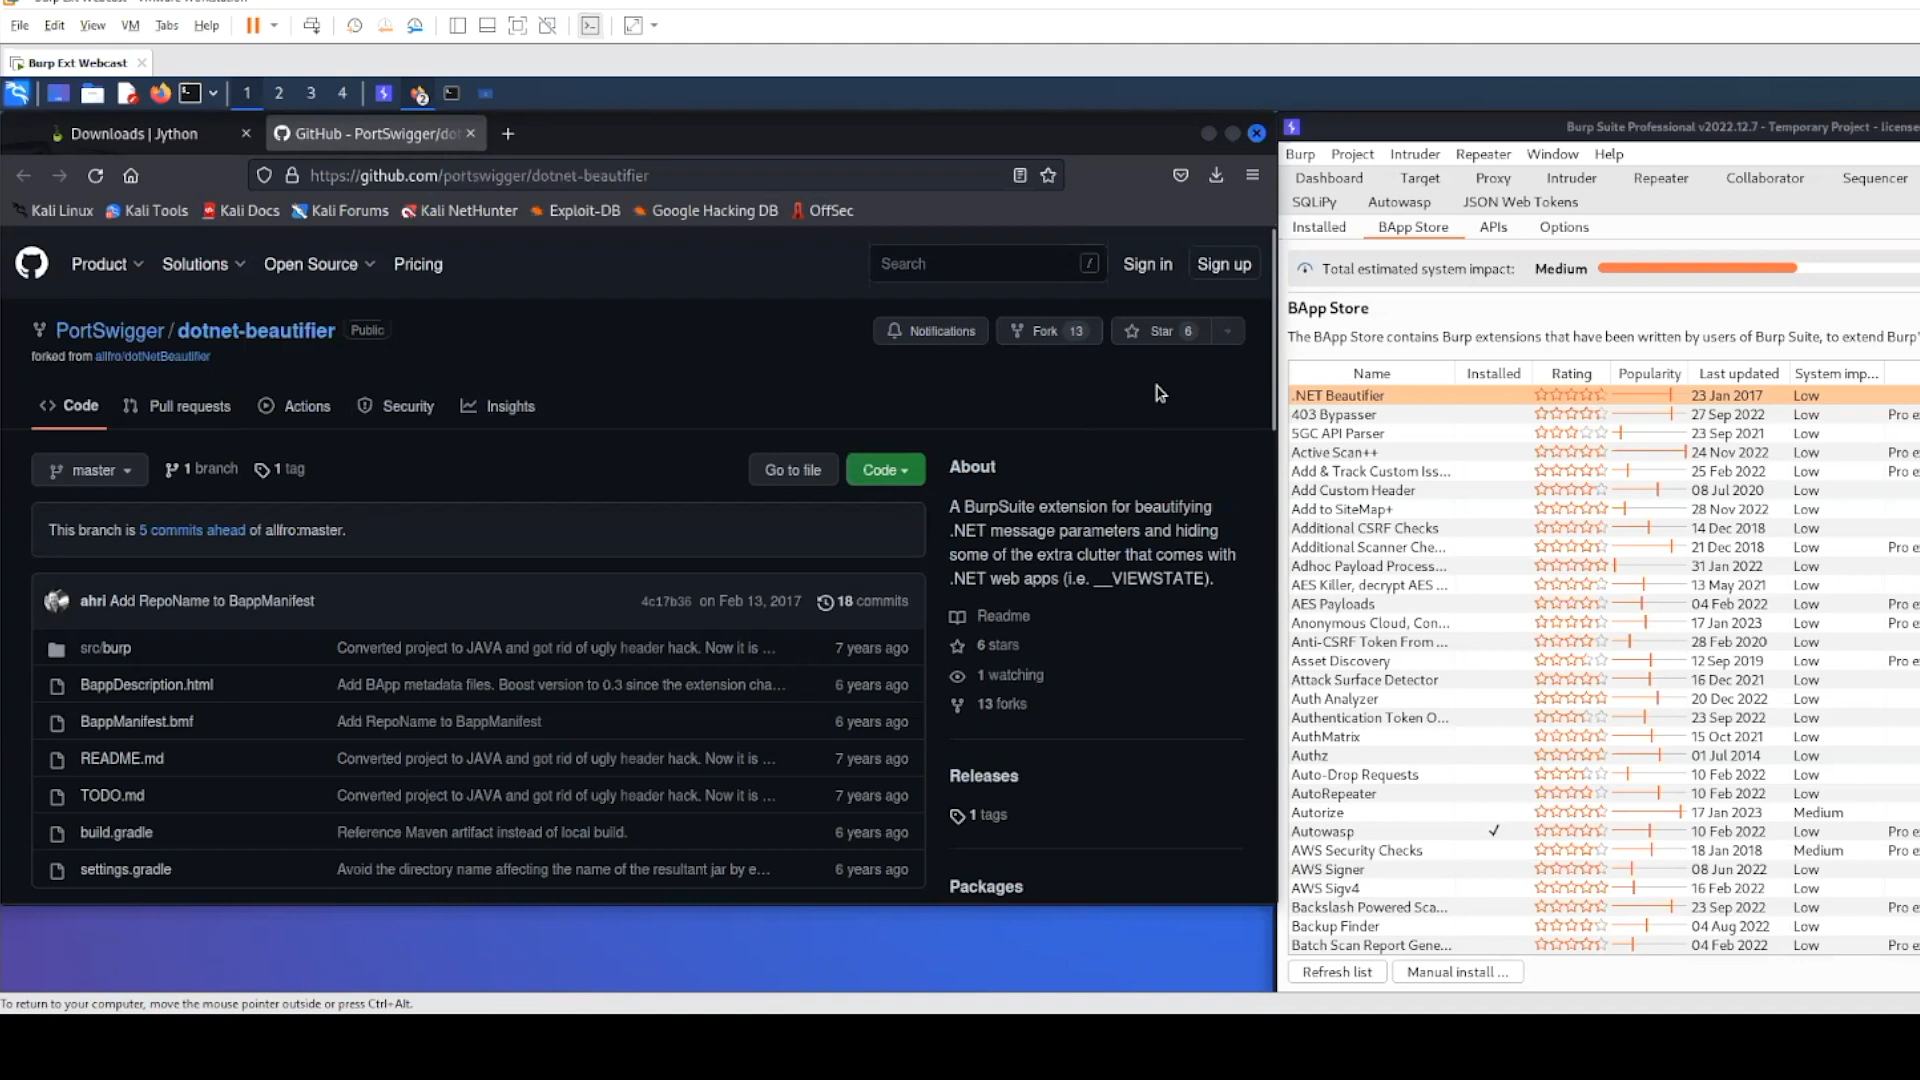 File Edit View VM Tabs Help
Burp Ext Webcast
1 2 3 4
Downloads | Jython
GitHub - PortSwigger/dot
https://github.com/portswigger/dotnet-beautifier
Kali Linux Kali Tools Kali Docs Kali Forums Kali NetHunter Exploit-DB Google Hacking DB OffSec
Product Solutions Open Source Pricing
Search /
Sign in Sign up
PortSwigger / dotnet-beautifier Public
forked from allfro/dotNetBeautifier
Notifications Fork 13 Star 6
Code Pull requests Actions Security Insights
master 1 branch 1 tag
Go to file Code
This branch is 5 commits ahead of allfro:master.
ahri Add RepoName to BappManifest 4c17b36 on Feb 13, 2017 18 commits
src/burp Converted project to JAVA and got rid of ugly header hack. Now it is ... 7 years ago
BappDescription.html Add BApp metadata files. Boost version to 0.3 since the extension cha... 6 years ago
BappManifest.bmf Add RepoName to BappManifest 6 years ago
README.md Converted project to JAVA and got rid of ugly header hack. Now it is ... 7 years ago
TODO.md Converted project to JAVA and got rid of ugly header hack. Now it is ... 7 years ago
build.gradle Reference Maven artifact instead of local build. 6 years ago
settings.gradle Avoid the directory name affecting the name of the resultant jar by e... 6 years ago
About
A BurpSuite extension for beautifying
.NET message parameters and hiding
some of the extra clutter that comes with
.NET web apps (i.e. __VIEWSTATE).
Readme
6 stars
1 watching
13 forks
Releases
1 tags
Packages
Burp Suite Professional v2022.12.7 - Temporary Project - license
Burp Project Intruder Repeater Window Help
Dashboard Target Proxy Intruder Repeater Collaborator Sequencer
SQLiPy Autowasp JSON Web Tokens
Installed BApp Store APIs Options
Total estimated system impact: Medium
BApp Store
The BApp Store contains Burp extensions that have been written by users of Burp Suite, to extend Burp'
Name Installed Rating Popularity Last updated System imp...
.NET Beautifier 23 Jan 2017 Low
403 Bypasser 27 Sep 2022 Low Pro e
5GC API Parser 23 Sep 2021 Low
Active Scan++ 24 Nov 2022 Low Pro e
Add & Track Custom Iss... 25 Feb 2022 Low Pro e
Add Custom Header 08 Jul 2020 Low
Add to SiteMap+ 28 Nov 2022 Low
Additional CSRF Checks 14 Dec 2018 Low
Additional Scanner Che... 21 Dec 2018 Low Pro e
Adhoc Payload Process... 31 Jan 2022 Low
AES Killer, decrypt AES ... 13 May 2021 Low
AES Payloads 04 Feb 2022 Low Pro e
Anonymous Cloud, Con... 17 Jan 2023 Low Pro e
Anti-CSRF Token From ... 28 Feb 2020 Low
Asset Discovery 12 Sep 2019 Low Pro e
Attack Surface Detector 16 Dec 2021 Low
Auth Analyzer 20 Dec 2022 Low
Authentication Token O... 23 Sep 2022 Low
AuthMatrix 15 Oct 2021 Low
Authz 01 Jul 2014 Low
Auto-Drop Requests 10 Feb 2022 Low
AutoRepeater 10 Feb 2022 Low
Autorize 17 Jan 2023 Medium
Autowasp ✓ 10 Feb 2022 Low Pro e
AWS Security Checks 18 Jan 2018 Medium Pro e
AWS Signer 08 Jun 2022 Low
AWS Sigv4 16 Feb 2022 Low
Backslash Powered Sca... 23 Sep 2022 Low Pro e
Backup Finder 04 Aug 2022 Low
Batch Scan Report Gene... 04 Feb 2022 Low Pro e
Refresh list Manual install ...
To return to your computer, move the mouse pointer outside or press Ctrl+Alt.